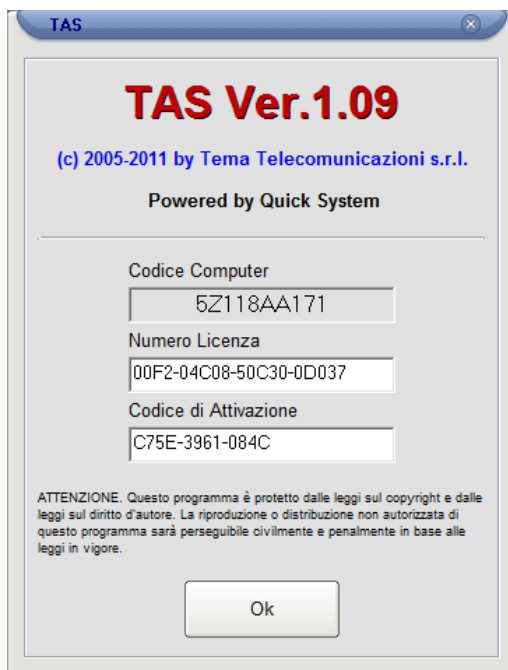 TAS
TAS Ver.1.09
(c) 2005-2011 by Tema Telecomunicazioni s.r.l.
Powered by Quick System
Codice Computer
5Z118AA171
Numero Licenza
00F2-04C08-50C30-0D037
Codice di Attivazione
C75E-3961-084C
ATTENZIONE. Questo programma è protetto dalle leggi sul copyright e dalle
leggi sul diritto d'autore. La riproduzione o distribuzione non autorizzata di
questo programma sarà perseguibile civilmente e penalmente in base alle
leggi in vigore.
Ok